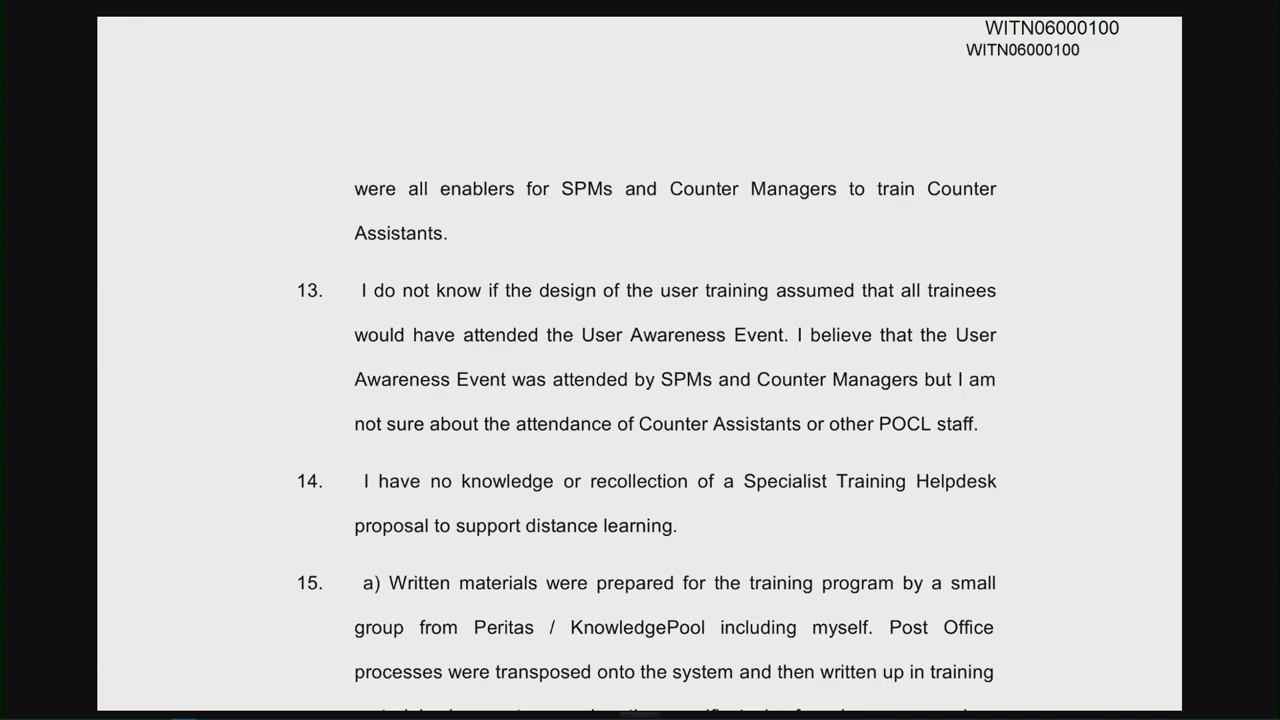 WITN06000100
WITN06000100
were all enablers for SPMs and Counter Managers to train Counter
Assistants.
13. I do not know if the design of the user training assumed that all trainees
would have attended the User Awareness Event. I believe that the User
Awareness Event was attended by SPMs and Counter Managers but I am
not sure about the attendance of Counter Assistants or other POCL staff.
14. I have no knowledge or recollection of a Specialist Training Helpdesk
proposal to support distance learning.
15. a) Written materials were prepared for the training program by a small
group from Peritas / KnowledgePool including myself. Post Office
processes were transposed onto the system and then written up in training